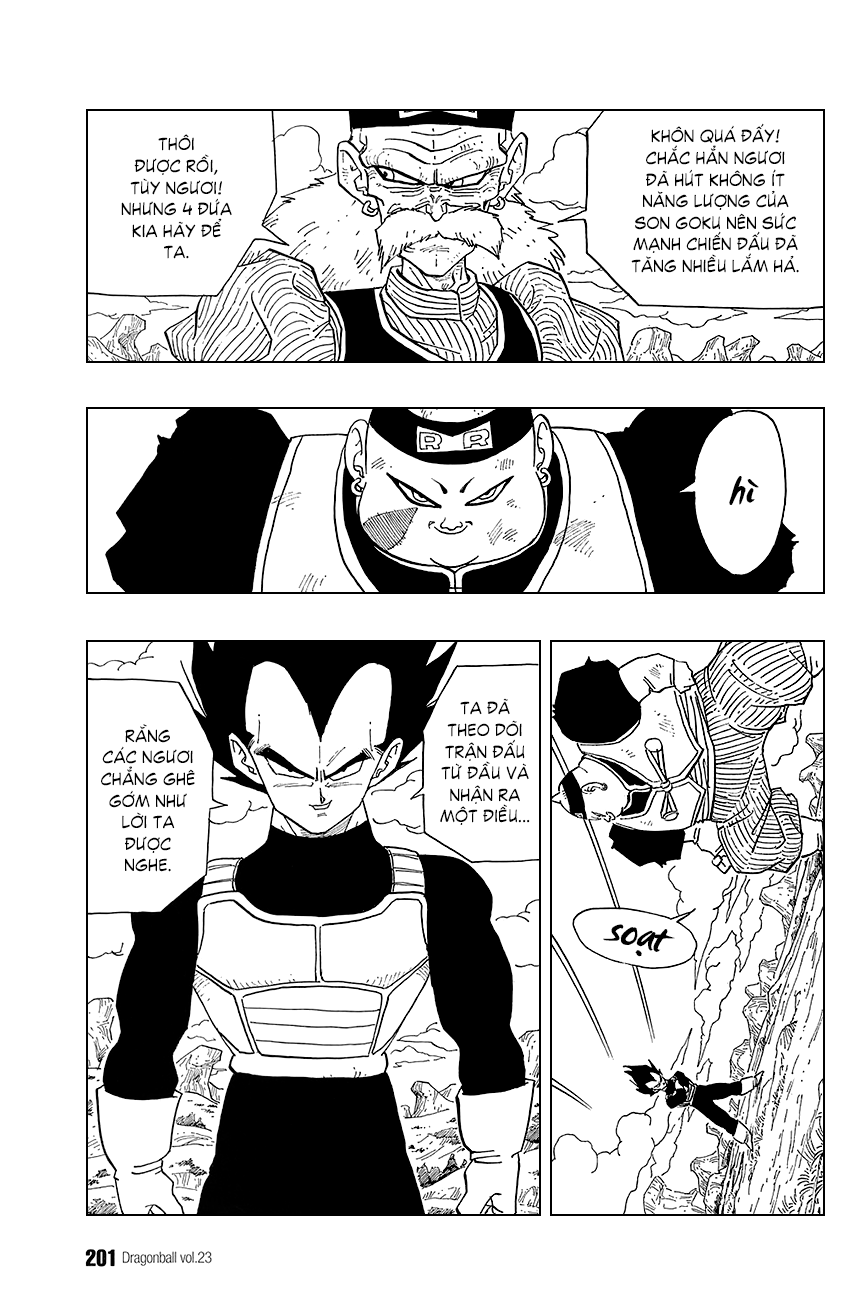 KHÔN QUÁ ĐẤY!
CHẮC HẲN NGƯƠI
ĐÃ HÚT KHÔNG ÍT
NĂNG LƯỢNG CỦA
SON GOKU NÊN SỨC
MẠNH CHIẾN ĐẤU ĐÃ
TĂNG NHIỀU LẮM HẢ.
THÔI
ĐƯỢC RỒI,
TÙY NGƯƠI!
NHƯNG 4 ĐỨA
KIA HÃY ĐỂ
TA.
R R
hì
soạt
TA ĐÃ
THEO DÕI
TRẬN ĐẤU
TỪ ĐẦU VÀ
NHẬN RA
MỘT ĐIỀU...
RẰNG
CÁC NGƯƠI
CHẲNG GHÊ
GỚM NHƯ
LỜI TA
ĐƯỢC
NGHE.
201 Dragonball vol.23